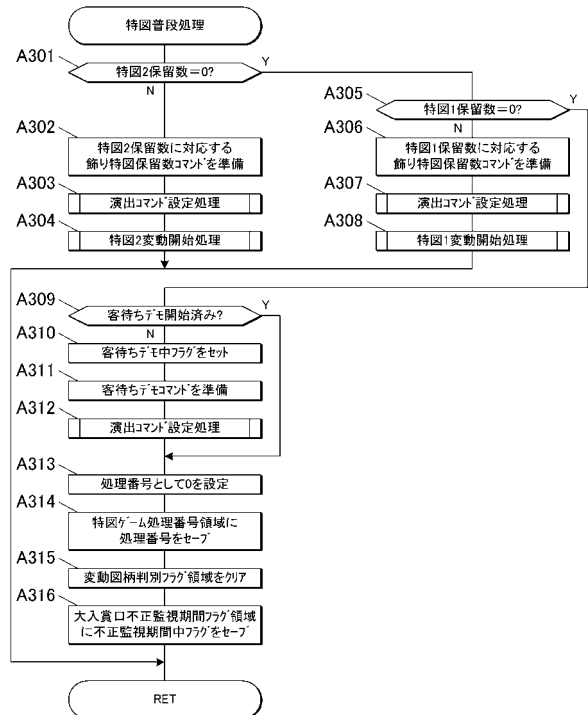 特図普段処理
A301
特図2保留数=0?
Y
N
A302
特図2保留数に対応する
飾り特図保留数コマンドを準備
A303
演出コマンド設定処理
A304
特図2変動開始処理
A305
特図1保留数=0?
Y
N
A306
特図1保留数に対応する
飾り特図保留数コマンドを準備
A307
演出コマンド設定処理
A308
特図1変動開始処理
A309
客待ちデモ開始済み?
Y
N
A310
客待ちデモ中フラグをセット
A311
客待ちデモコマンドを準備
A312
演出コマンド設定処理
A313
処理番号として0を設定
A314
特図ゲーム処理番号領域に
処理番号をセーブ
A315
変動図柄判別フラグ領域をクリア
A316
大入賞口不正監視期間フラグ領域
に不正監視期間中フラグをセーブ
RET